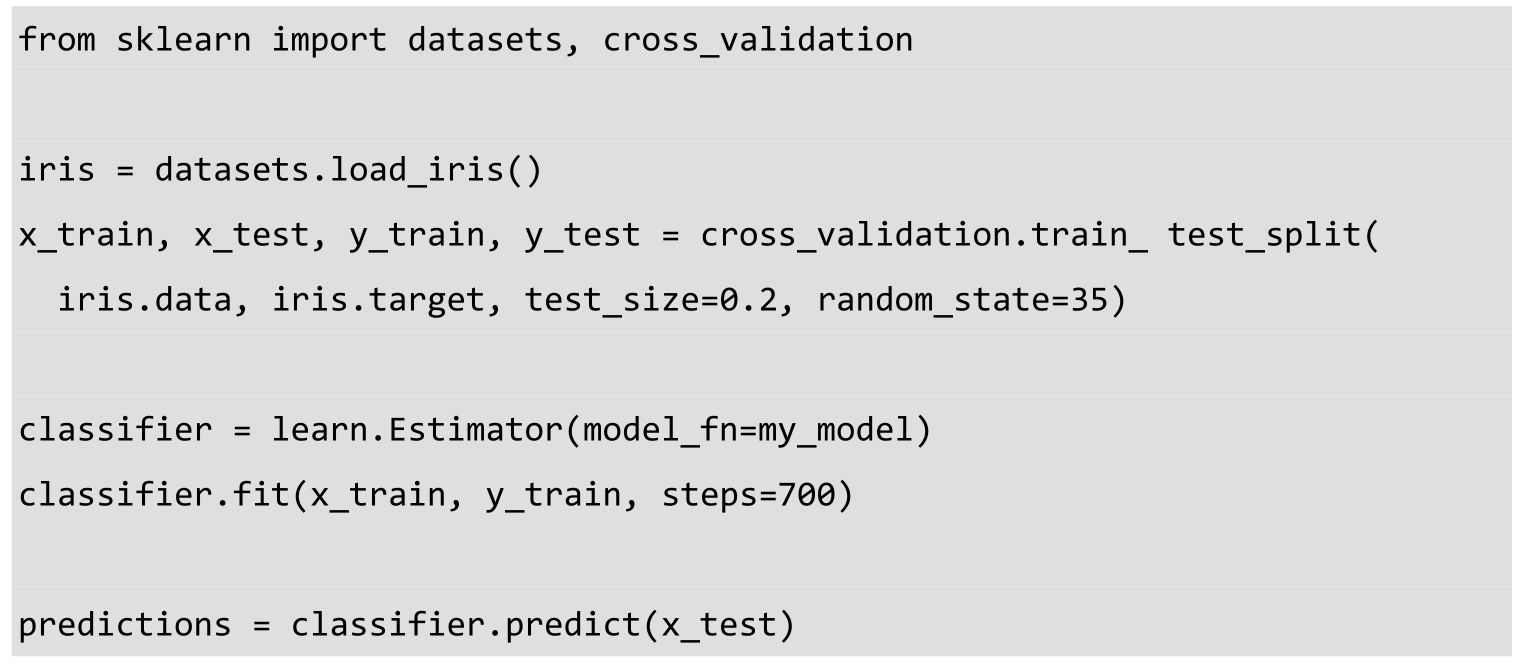 from sklearn import datasets, cross_validation
iris = datasets.load_iris()
x_train, x_test, y_train, y_test = cross_validation.train_ test_split(
iris.data, iris.target, test_size=0.2, random_state=35)
classifier = learn.Estimator(model_fn=my_model)
classifier.fit(x_train, y_train, steps=700)
predictions = classifier.predict(x_test)